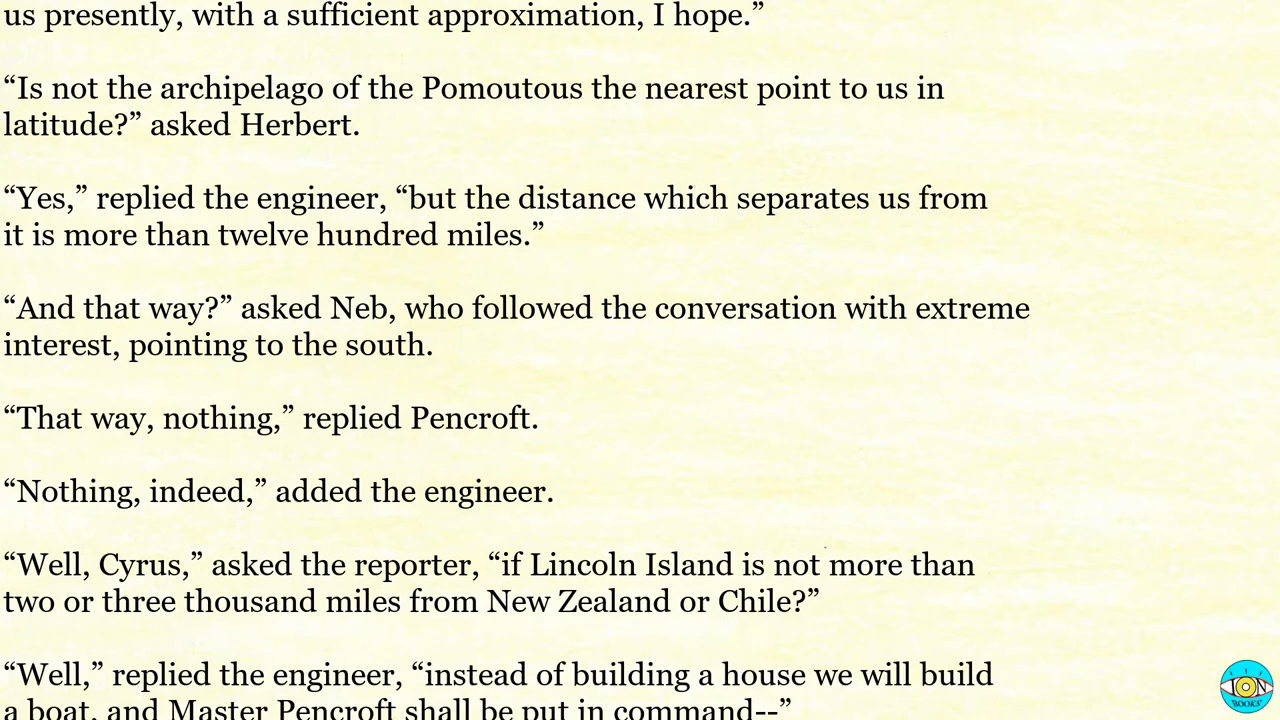 us presently, with a sufficient approximation, I hope.”
“Is not the archipelago of the Pomoutous the nearest point to us in
latitude?” asked Herbert.
“Yes,” replied the engineer, “but the distance which separates us from
it is more than twelve hundred miles.”
“And that way?” asked Neb, who followed the conversation with extreme
interest, pointing to the south.
“That way, nothing,” replied Pencroft.
“Nothing, indeed,” added the engineer.
“Well, Cyrus,” asked the reporter, “if Lincoln Island is not more than
two or three thousand miles from New Zealand or Chile?”
“Well,” replied the engineer, “instead of building a house we will build
a boat, and Master Pencroft shall be put in command--”
ION
BOOKS